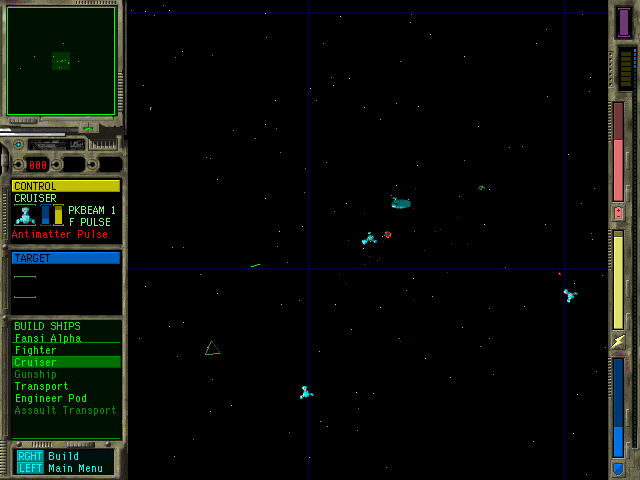 000
CONTROL
CRUISER
PKBEAM 1
F PULSE
Antimatter Pulse
TARGET
BUILD SHIPS
Fansi Alpha
Fighter
Cruiser
Gunship
Transport
Engineer Pod
Assault Transport
RGHT Build
LEFT Main Menu